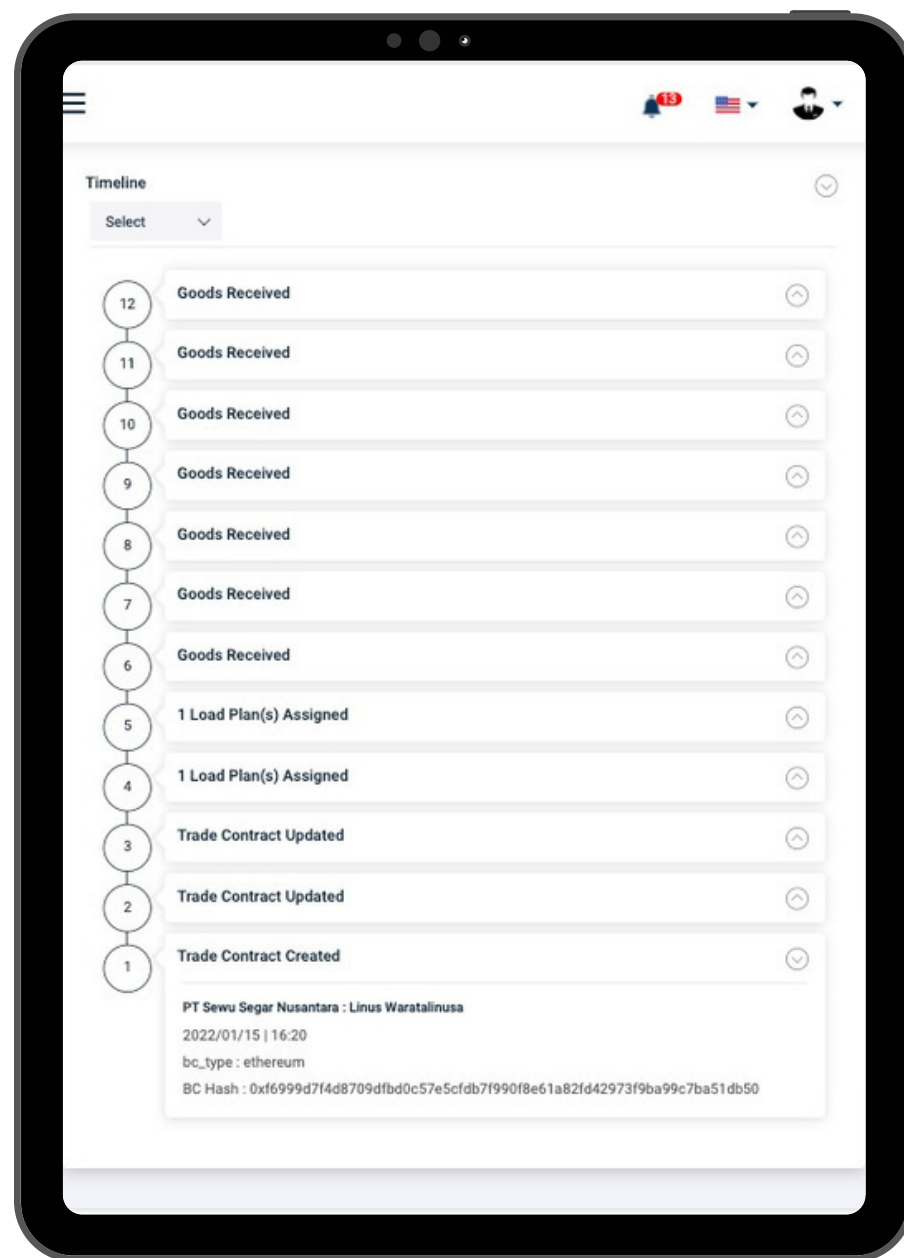 13
Timeline
Select
12 Goods Received
11 Goods Received
10 Goods Received
9 Goods Received
8 Goods Received
7 Goods Received
6 Goods Received
5 1 Load Plan(s) Assigned
4 1 Load Plan(s) Assigned
3 Trade Contract Updated
2 Trade Contract Updated
1 Trade Contract Created
PT Sewu Segar Nusantara : Linus Waratalinusa
2022/01/15 | 16:20
bc_type : ethereum
BC Hash : 0xf6999d7f4d8709dfbd0c57e5cfdb7f990f8e61a82fd42973f9ba99c7ba51db50